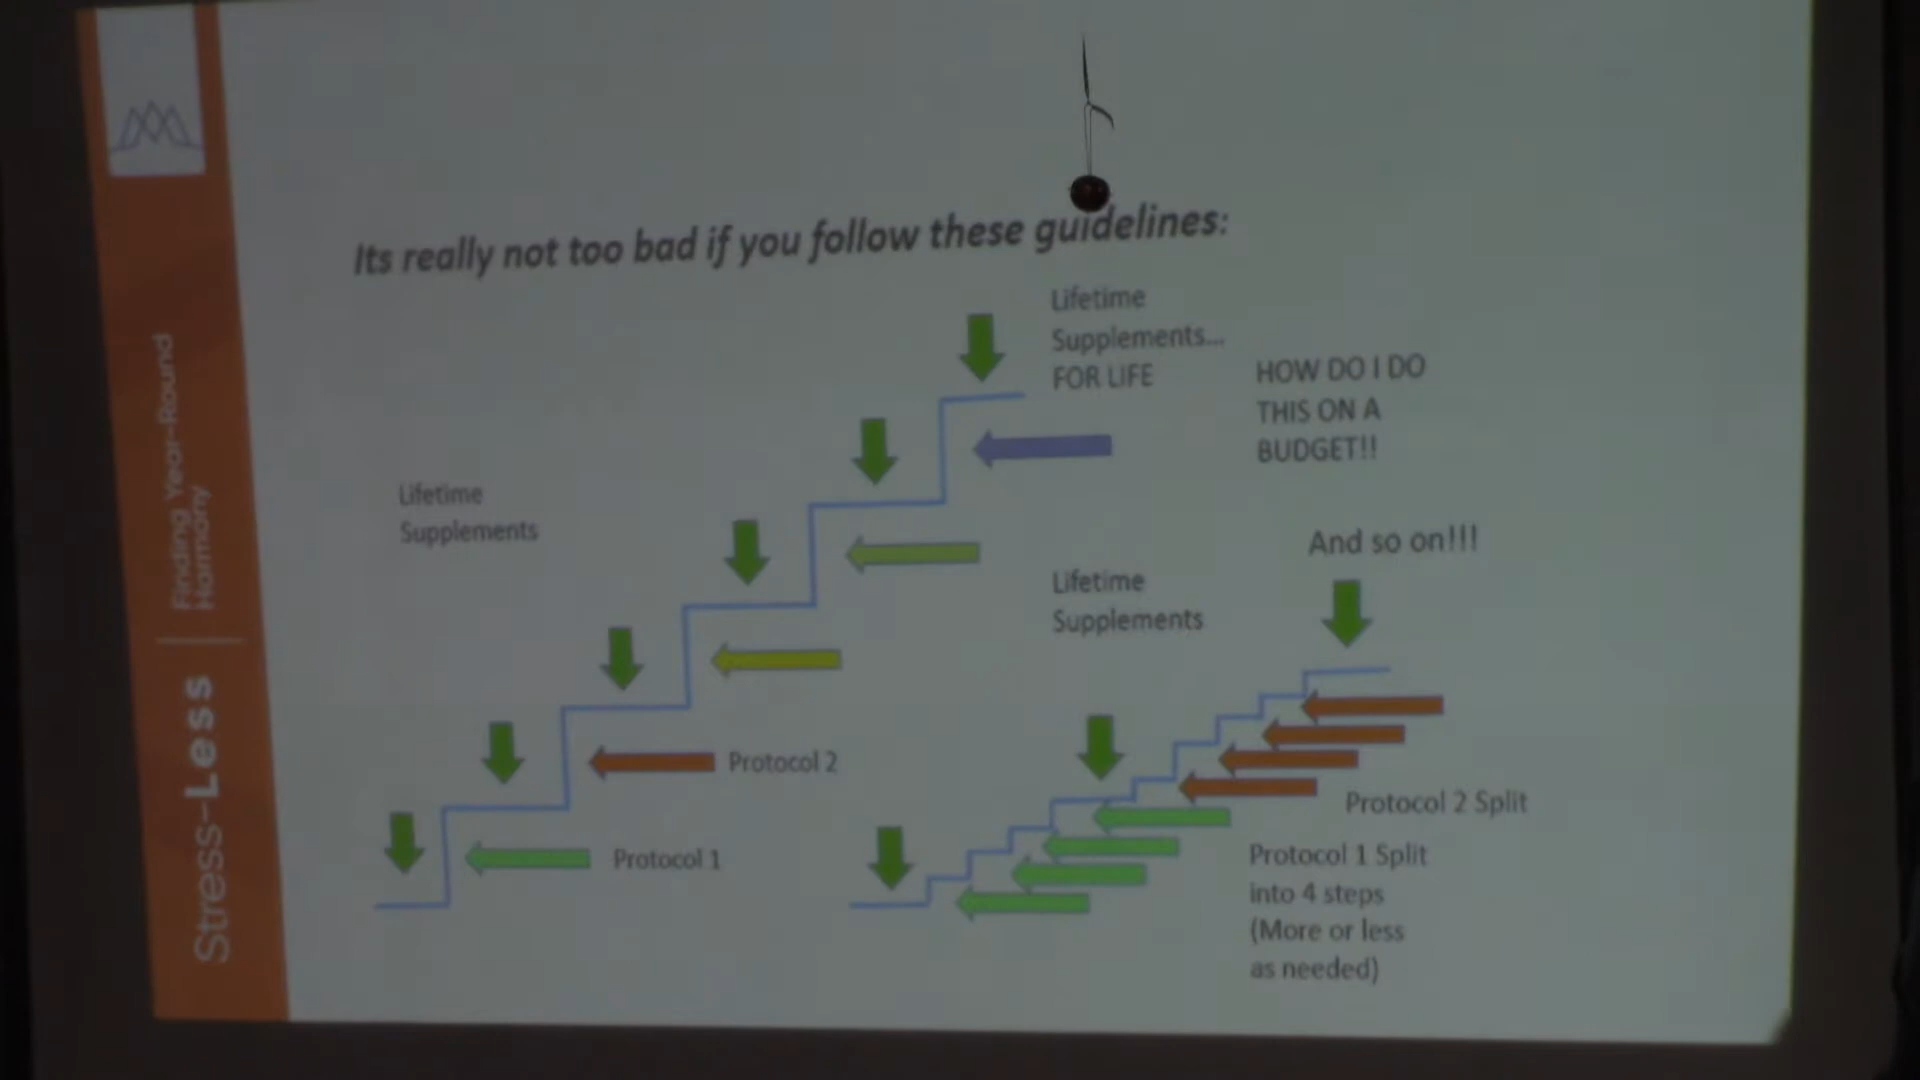 Stress-Less
Finding Year-Round
Harmony
Its really not too bad if you follow these guidelines:
Lifetime
Supplements...
FOR LIFE
HOW DO I DO
THIS ON A
BUDGET!!
Lifetime
Supplements
And so on!!!
Lifetime
Supplements
Protocol 2
Protocol 1
Protocol 2 Split
Protocol 1 Split
into 4 steps
(More or less
as needed)